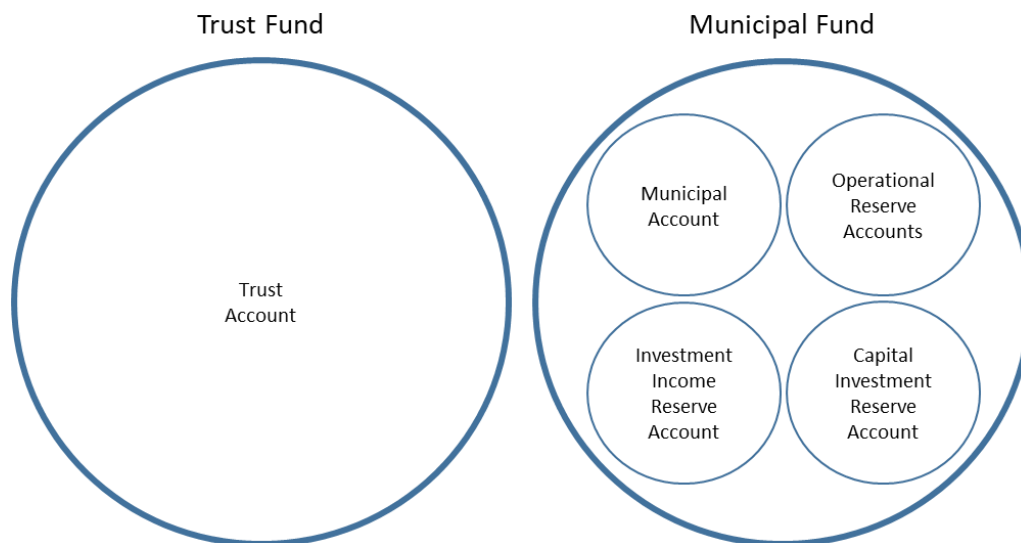 Trust Fund
Municipal Fund
Trust
Account
Municipal
Account
Operational
Reserve
Accounts
Investment
Income
Reserve
Account
Capital
Investment
Reserve
Account